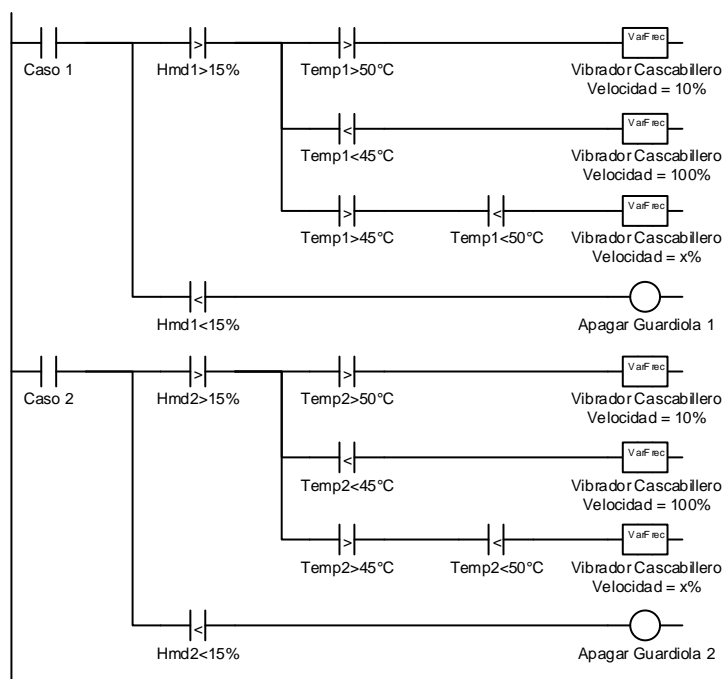 VarFrec
>
>
Caso 1
Hmd1>15%
Temp1>50°C
Vibrador Cascabillero
Velocidad = 10%
VarFrec
<
Temp1<45°C
Vibrador Cascabillero
Velocidad = 100%
VarFrec
>
<
Temp1>45°C
Temp1<50°C
Vibrador Cascabillero
Velocidad = x%
<
Hmd1<15%
Apagar Guardiola 1
VarFrec
>
>
Caso 2
Hmd2>15%
Temp2>50°C
Vibrador Cascabillero
Velocidad = 10%
VarFrec
<
Temp2<45°C
Vibrador Cascabillero
Velocidad = 100%
VarFrec
>
<
Temp2>45°C
Temp2<50°C
Vibrador Cascabillero
Velocidad = x%
<
Hmd2<15%
Apagar Guardiola 2